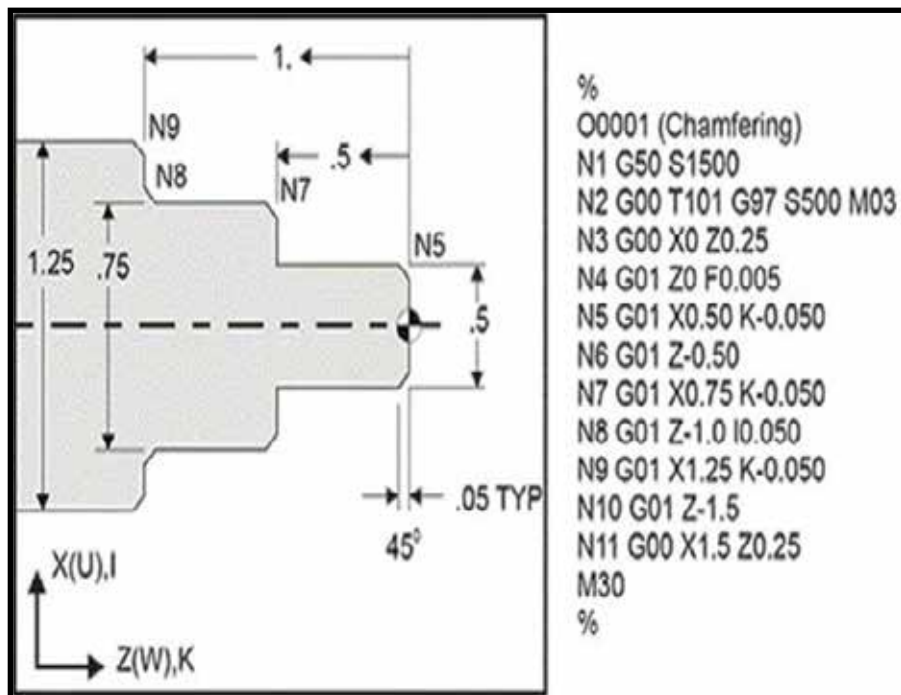 1.
N9
.5
N8
N7
1.25
.75
N5
.5
.05 TYP
45⁰
X(U),I
Z(W),K
%
O0001 (Chamfering)
N1 G50 S1500
N2 G00 T101 G97 S500 M03
N3 G00 X0 Z0.25
N4 G01 Z0 F0.005
N5 G01 X0.50 K-0.050
N6 G01 Z-0.50
N7 G01 X0.75 K-0.050
N8 G01 Z-1.0 I0.050
N9 G01 X1.25 K-0.050
N10 G01 Z-1.5
N11 G00 X1.5 Z0.25
M30
%